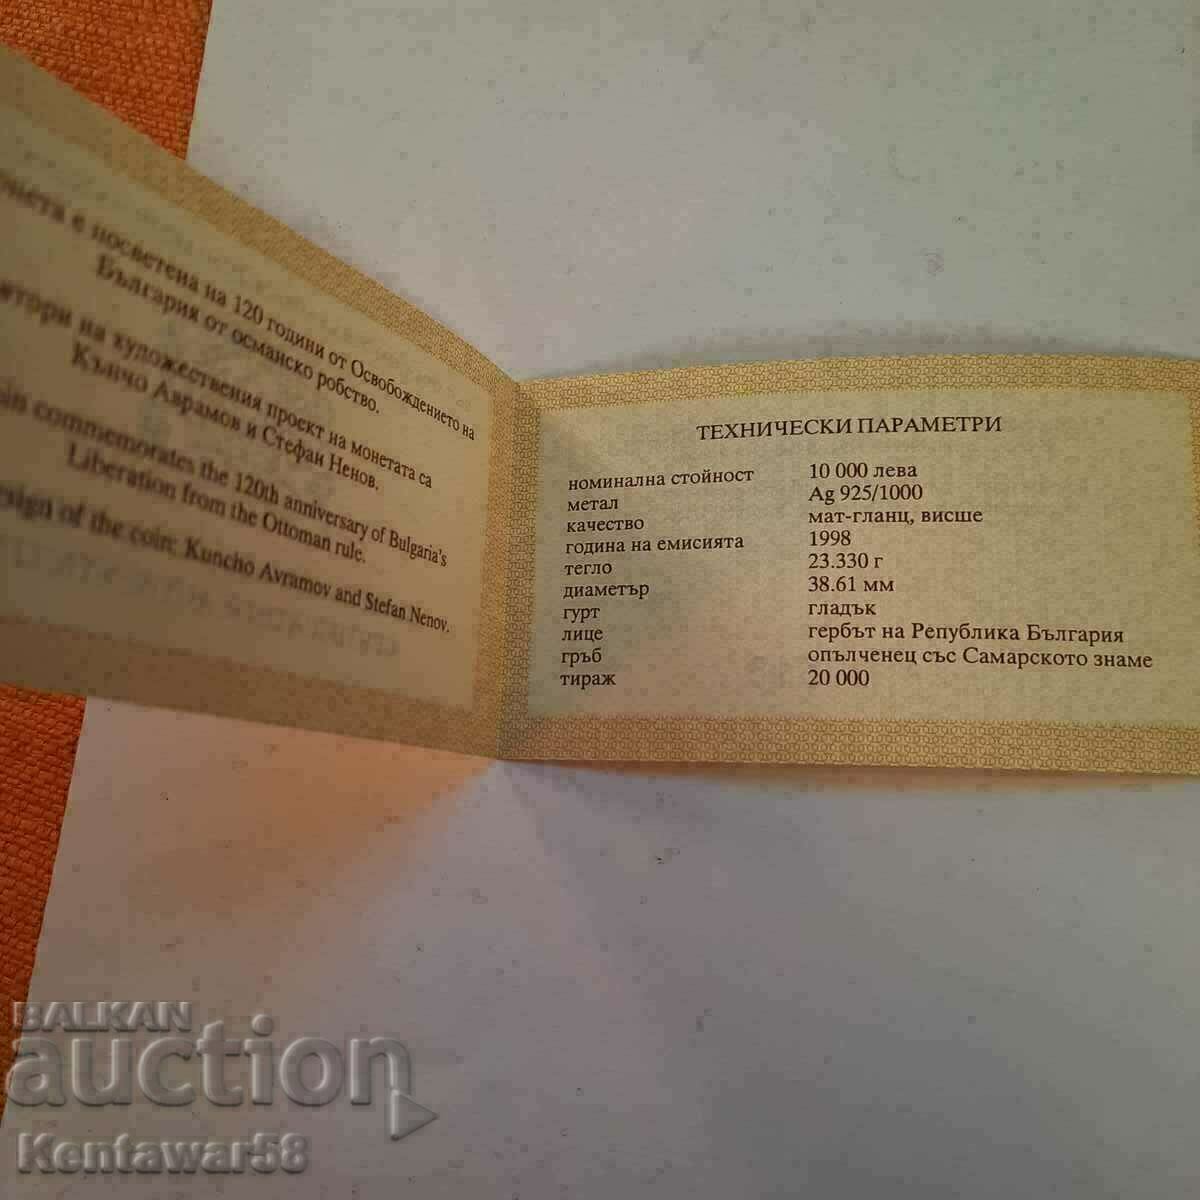 е посветена на 120 години от Освобождението на
България от османско робство.
на художествения проект на монетата са
Кънчо Аврамов и Стефан Ненов.
commemorates the 120th anniversary of Bulgaria's
Liberation from the Ottoman rule.
of the coin: Kuncho Avramov and Stefan Nenov.
ТЕХНИЧЕСКИ ПАРАМЕТРИ
номинална стойност 10 000 лева
метал Ag 925/1000
качество мат-гланц, висше
година на емисията 1998
тегло 23.330 г
диаметър 38.61 мм
гурт гладък
лице гербът на Република България
гръб опълченец със Самарското знаме
тираж 20 000
BALKAN
auction
Kentawar58